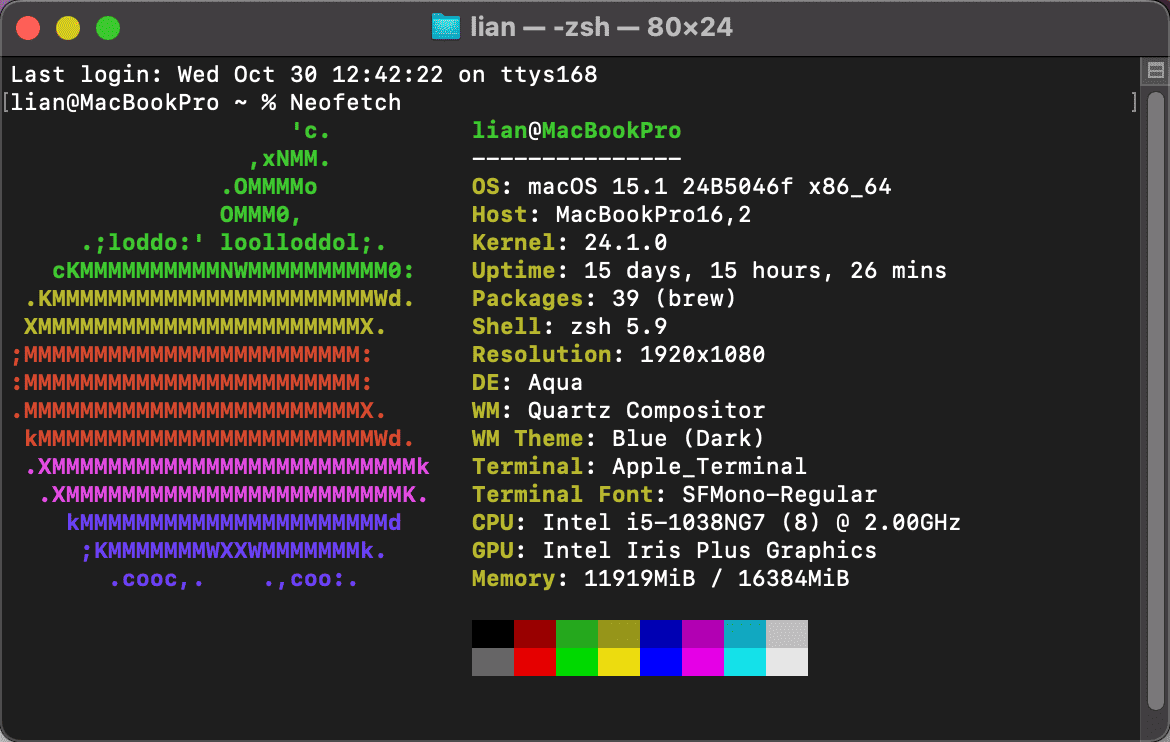 lian — -zsh — 80×24
Last login: Wed Oct 30 12:42:22 on ttys168
[lian@MacBookPro ~ % Neofetch ]
'c. lian@MacBookPro
,xNMM. ---------------
.OMMMMo OS: macOS 15.1 24B5046f x86_64
OMMM0, Host: MacBookPro16,2
.;loddo:' loolloddol;. Kernel: 24.1.0
cKMMMMMMMMMMNWMMMMMMMMMM0: Uptime: 15 days, 15 hours, 26 mins
.KMMMMMMMMMMMMMMMMMMMMMMMWd. Packages: 39 (brew)
XMMMMMMMMMMMMMMMMMMMMMMMX. Shell: zsh 5.9
;MMMMMMMMMMMMMMMMMMMMMMMM: Resolution: 1920x1080
:MMMMMMMMMMMMMMMMMMMMMMMM: DE: Aqua
.MMMMMMMMMMMMMMMMMMMMMMMMX. WM: Quartz Compositor
kMMMMMMMMMMMMMMMMMMMMMMMMWd. WM Theme: Blue (Dark)
.XMMMMMMMMMMMMMMMMMMMMMMMMMMk Terminal: Apple_Terminal
.XMMMMMMMMMMMMMMMMMMMMMMMMK. Terminal Font: SFMono-Regular
kMMMMMMMMMMMMMMMMMMMMMMd CPU: Intel i5-1038NG7 (8) @ 2.00GHz
;KMMMMMMMWXXWMMMMMMMk. GPU: Intel Iris Plus Graphics
.cooc,. .,coo:. Memory: 11919MiB / 16384MiB